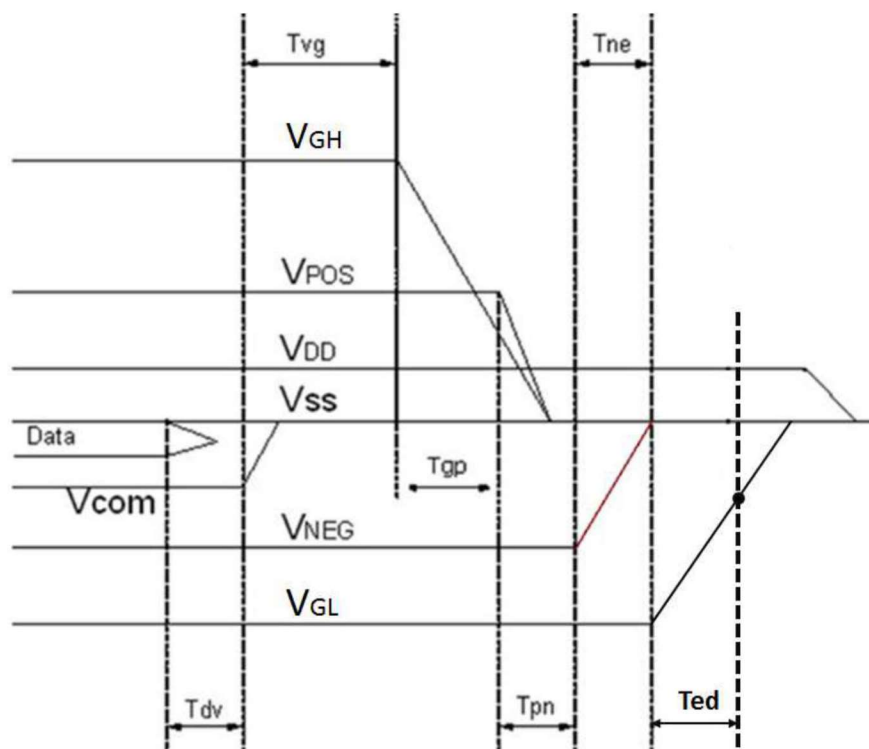 Tvg
Tne
VGH
VPOS
VDD
Vss
Data
Tgp
Vcom
VNEG
VGL
Tdv
Tpn
Ted